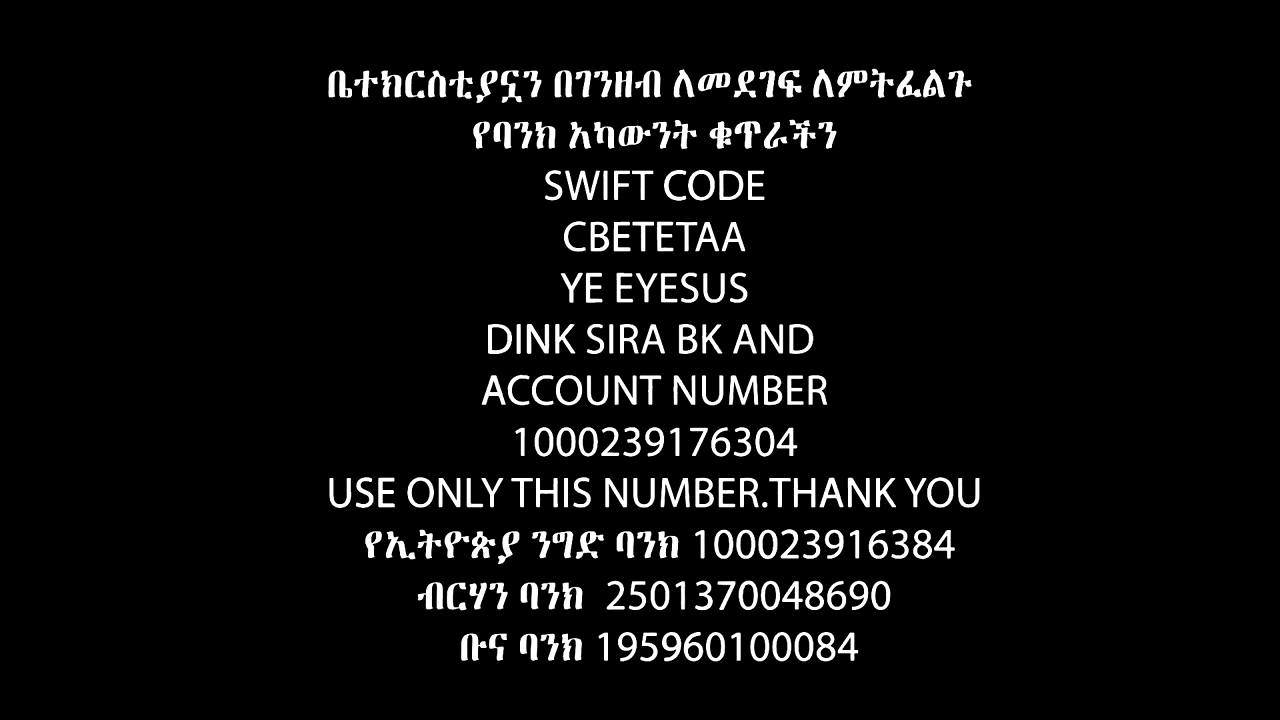 ቤተክርስቲያኗን በገንዘብ ለመደገፍ ለምትፈልጉ
የባንክ አካውንት ቁጥራችን
SWIFT CODE
CBETETAA
YE EYESUS
DINK SIRA BK AND
ACCOUNT NUMBER
1000239176304
USE ONLY THIS NUMBER.THANK YOU
የኢትዮጵያ ንግድ ባንክ 100023916384
ብርሃን ባንክ 2501370048690
ቡና ባንክ 195960100084